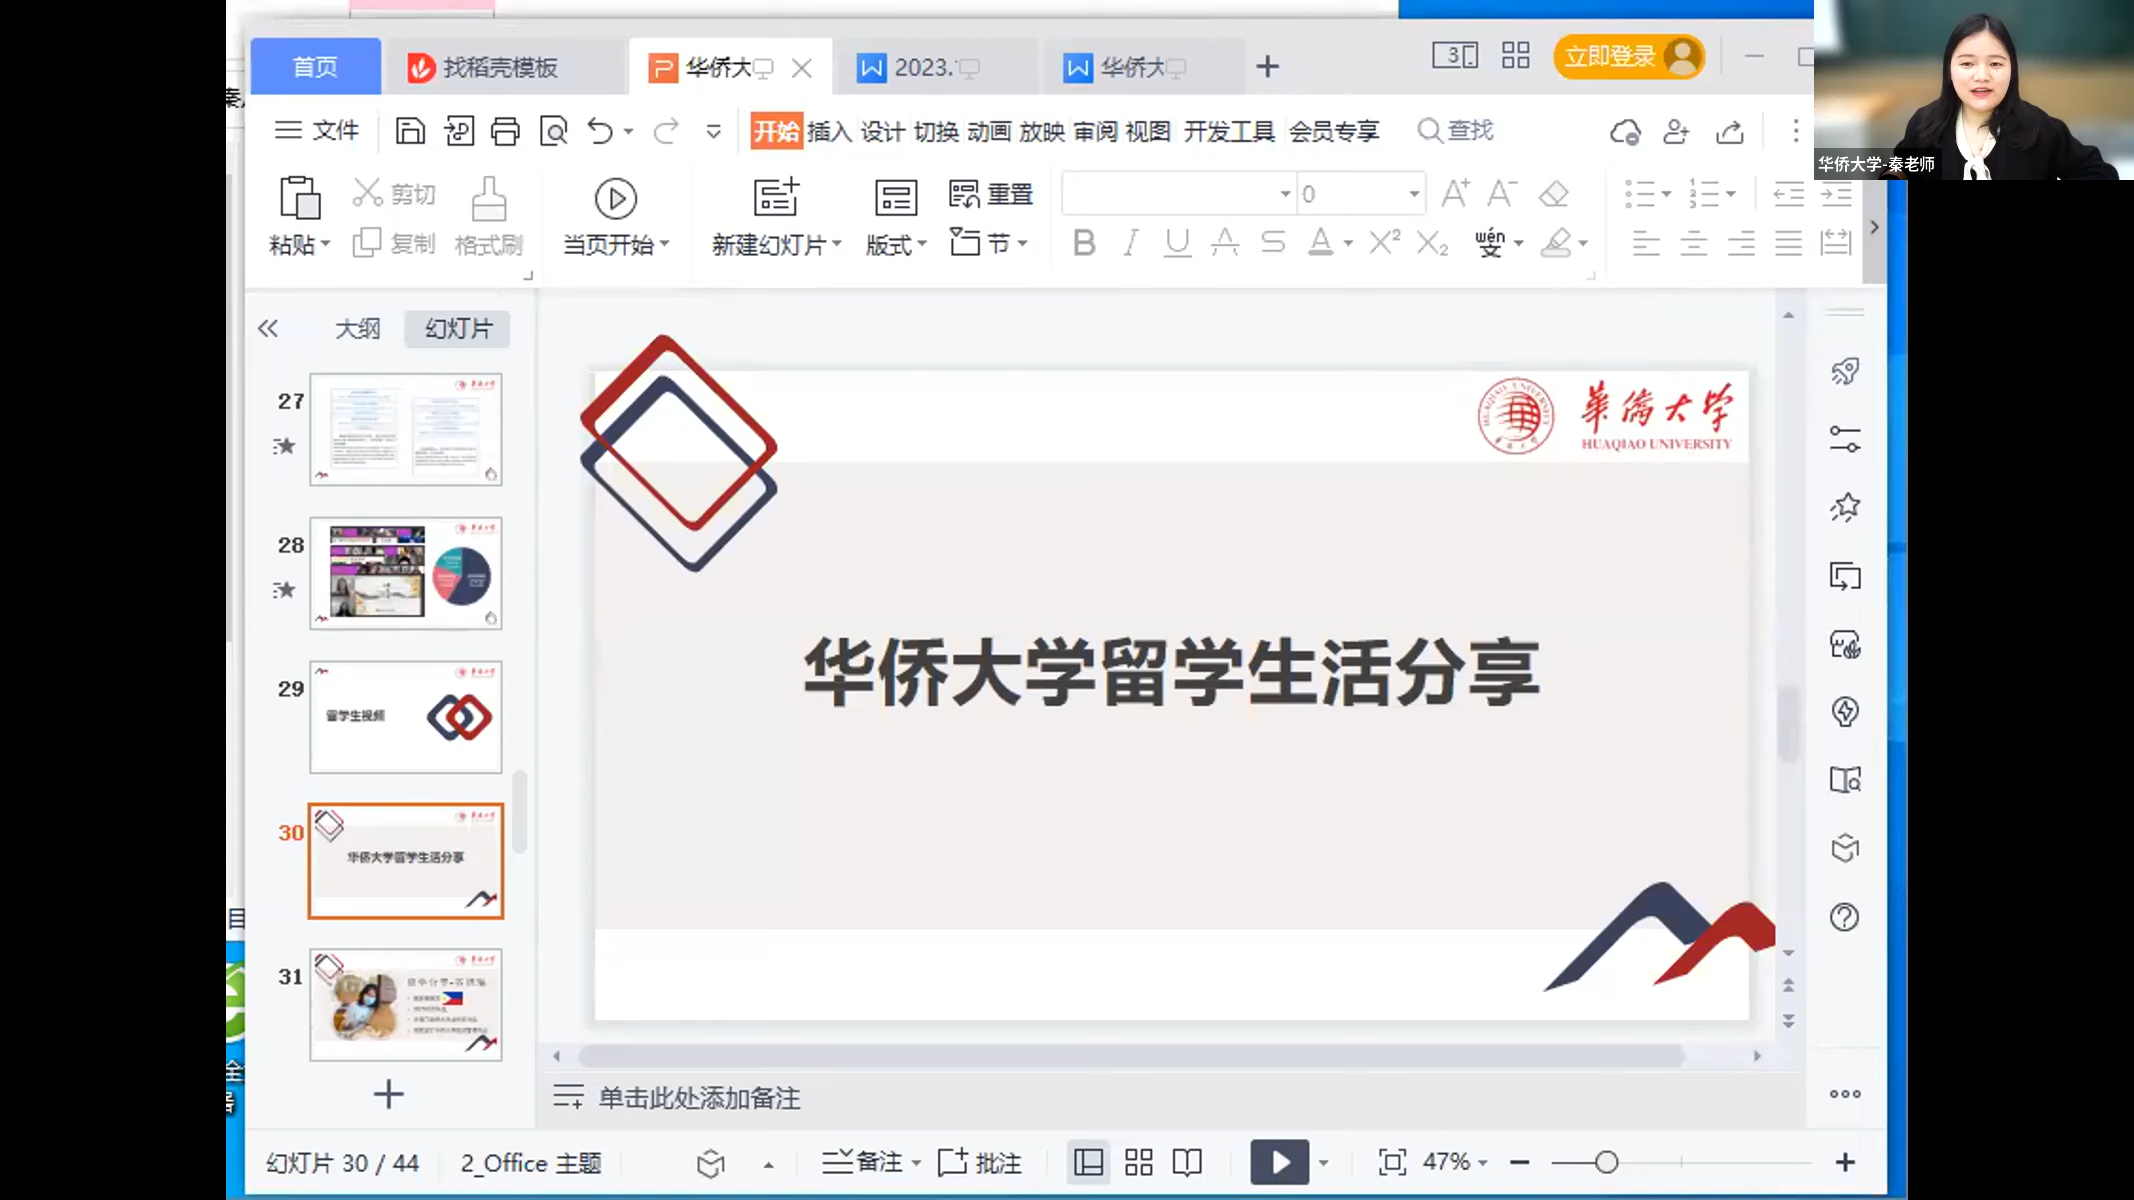 首页
找稻壳模板
华侨大
2023.
华侨大
立即登录
文件
开始 插入 设计 切换 动画 放映 审阅 视图 开发工具 会员专享
查找
华侨大学-秦老师
粘贴
剪切
复制
格式刷
当页开始
新建幻灯片
版式
重置
节
0
大纲
幻灯片
27
28
29
留学生视频
30
华侨大学留学生活分享
31
華僑大学
HUAQIAO UNIVERSITY
华侨大学留学生活分享
单击此处添加备注
幻灯片 30 / 44
2_Office 主题
备注
批注
47%